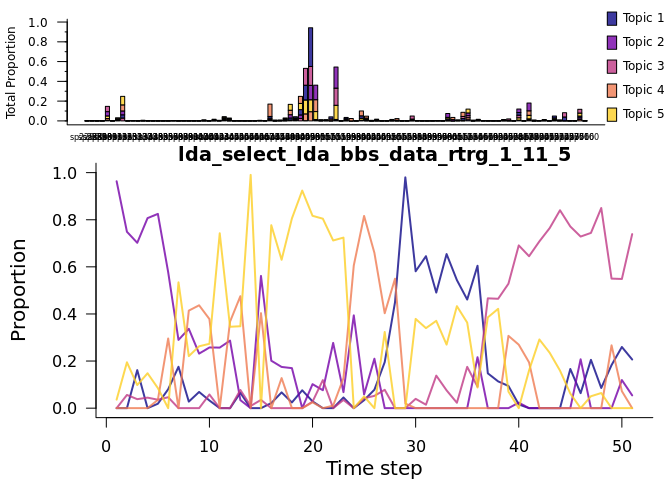 Total Proportion
1.0
0.8
0.6
0.4
0.2
0.0
Topic 1
Topic 2
Topic 3
Topic 4
Topic 5
lda_select_lda_bbs_data_rtrg_1_11_5
Proportion
1.0
0.8
0.6
0.4
0.2
0.0
0 10 20 30 40 50
Time step